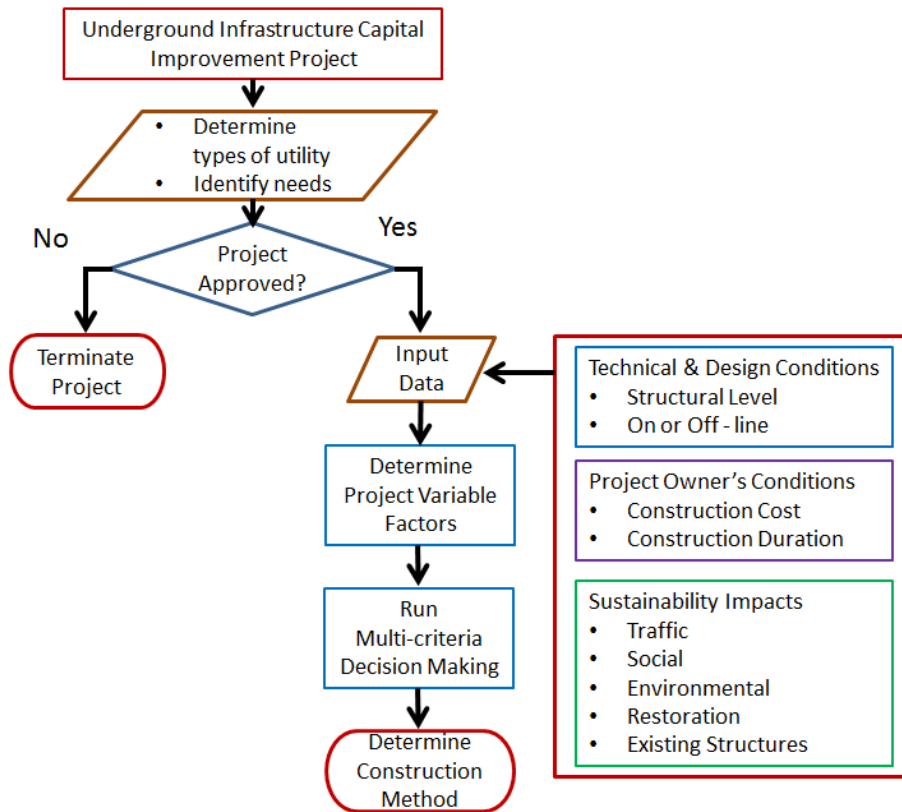 Underground Infrastructure Capital
Improvement Project
• Determine
types of utility
• Identify needs
No
Yes
Project
Approved?
Terminate
Project
Input
Data
Determine
Project Variable
Factors
Run
Multi-criteria
Decision Making
Determine
Construction
Method
Technical & Design Conditions
• Structural Level
• On or Off - line
Project Owner’s Conditions
• Construction Cost
• Construction Duration
Sustainability Impacts
• Traffic
• Social
• Environmental
• Restoration
• Existing Structures